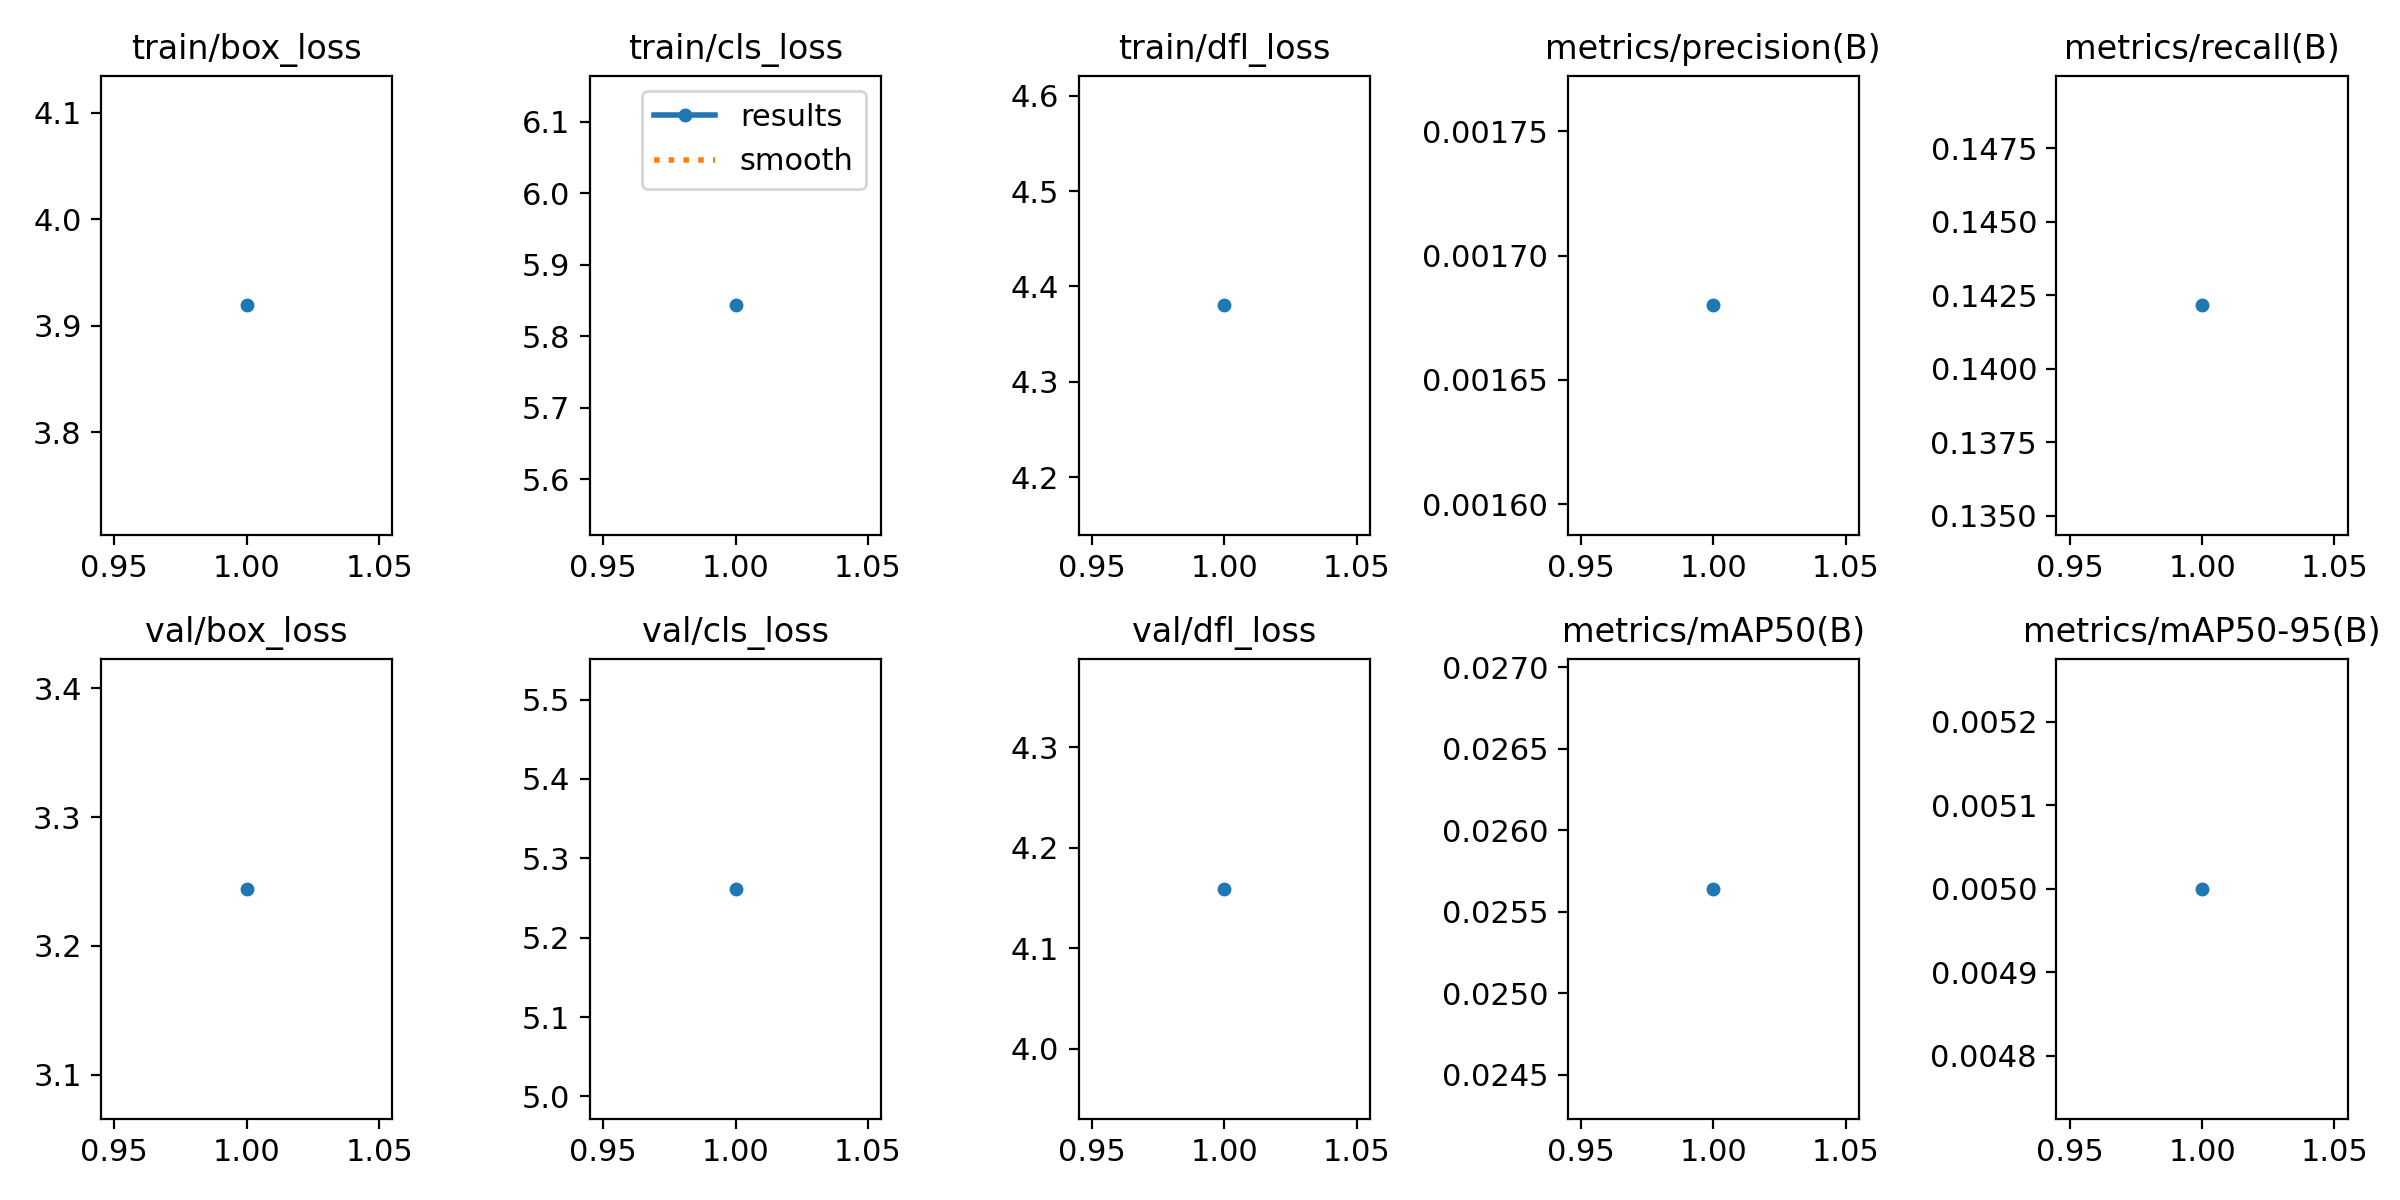 train/box_loss
4.1
4.0
3.9
3.8
0.95 1.00 1.05
train/cls_loss
results
smooth
6.1
6.0
5.9
5.8
5.7
5.6
0.95 1.00 1.05
train/dfl_loss
4.6
4.5
4.4
4.3
4.2
0.95 1.00 1.05
metrics/precision(B)
0.00175
0.00170
0.00165
0.00160
0.95 1.00 1.05
metrics/recall(B)
0.1475
0.1450
0.1425
0.1400
0.1375
0.1350
0.95 1.00 1.05
val/box_loss
3.4
3.3
3.2
3.1
0.95 1.00 1.05
val/cls_loss
5.5
5.4
5.3
5.2
5.1
5.0
0.95 1.00 1.05
val/dfl_loss
4.3
4.2
4.1
4.0
0.95 1.00 1.05
metrics/mAP50(B)
0.0270
0.0265
0.0260
0.0255
0.0250
0.0245
0.95 1.00 1.05
metrics/mAP50-95(B)
0.0052
0.0051
0.0050
0.0049
0.0048
0.95 1.00 1.05